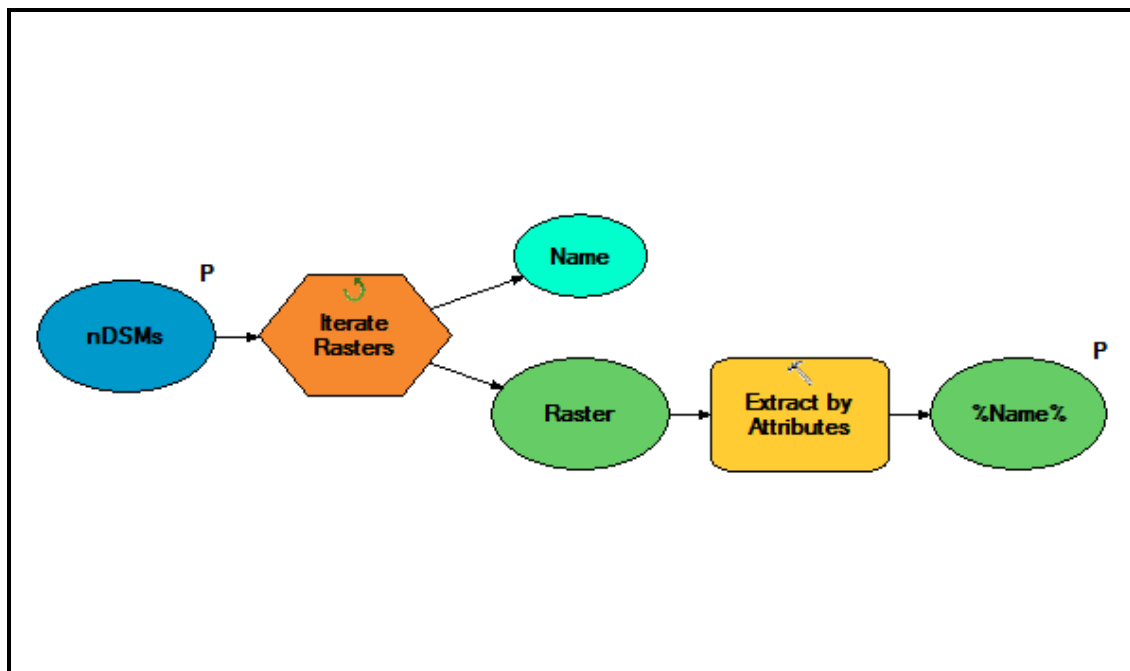 P
nDSMs
Iterate
Rasters
Name
Raster
Extract by
Attributes
P
%Name%